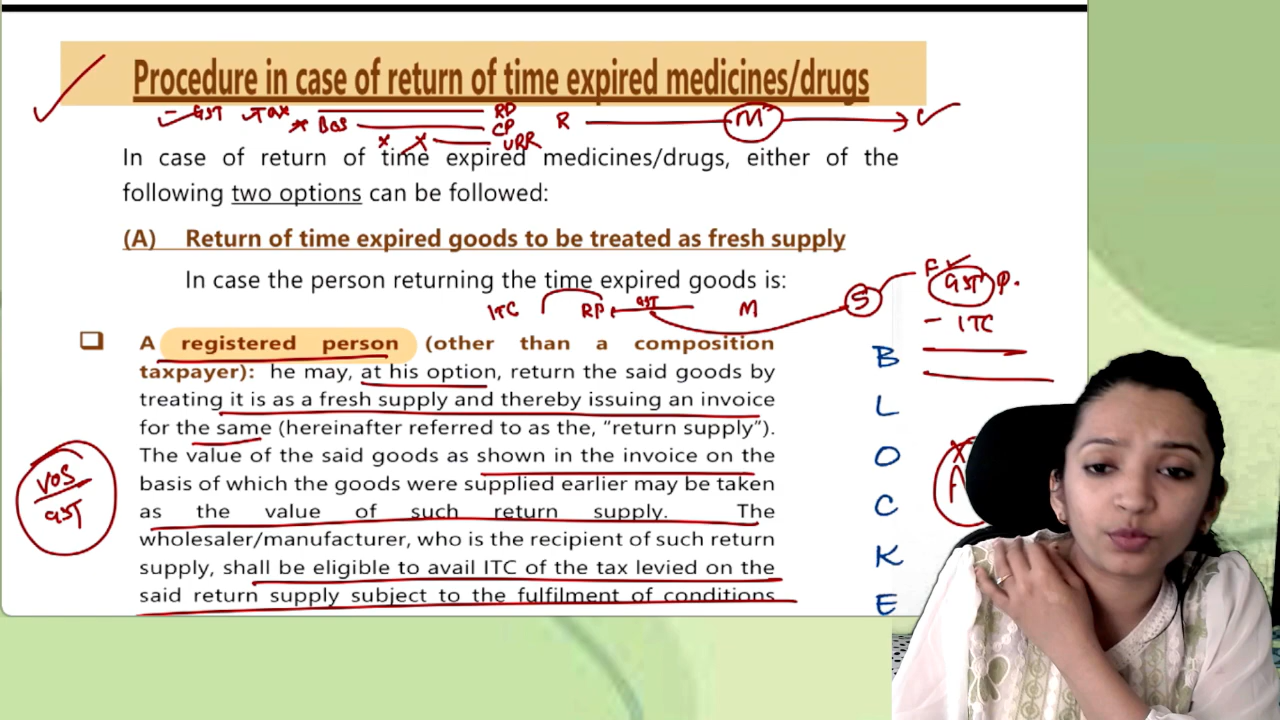 Procedure in case of return of time expired medicines/drugs
- GST Tax RP
Bos CP
URR
R M
In case of return of time expired medicines/drugs, either of the
following two options can be followed:
(A) Return of time expired goods to be treated as fresh supply
In case the person returning the time expired goods is:
ITC RP GST M S
GST P.
- ITC
A registered person (other than a composition
taxpayer): he may, at his option, return the said goods by
treating it is as a fresh supply and thereby issuing an invoice
for the same (hereinafter referred to as the, “return supply”).
The value of the said goods as shown in the invoice on the
basis of which the goods were supplied earlier may be taken
as the value of such return supply. The
wholesaler/manufacturer, who is the recipient of such return
supply, shall be eligible to avail ITC of the tax levied on the
said return supply subject to the fulfilment of conditions
VOS
GST
B
L
O
C
K
E